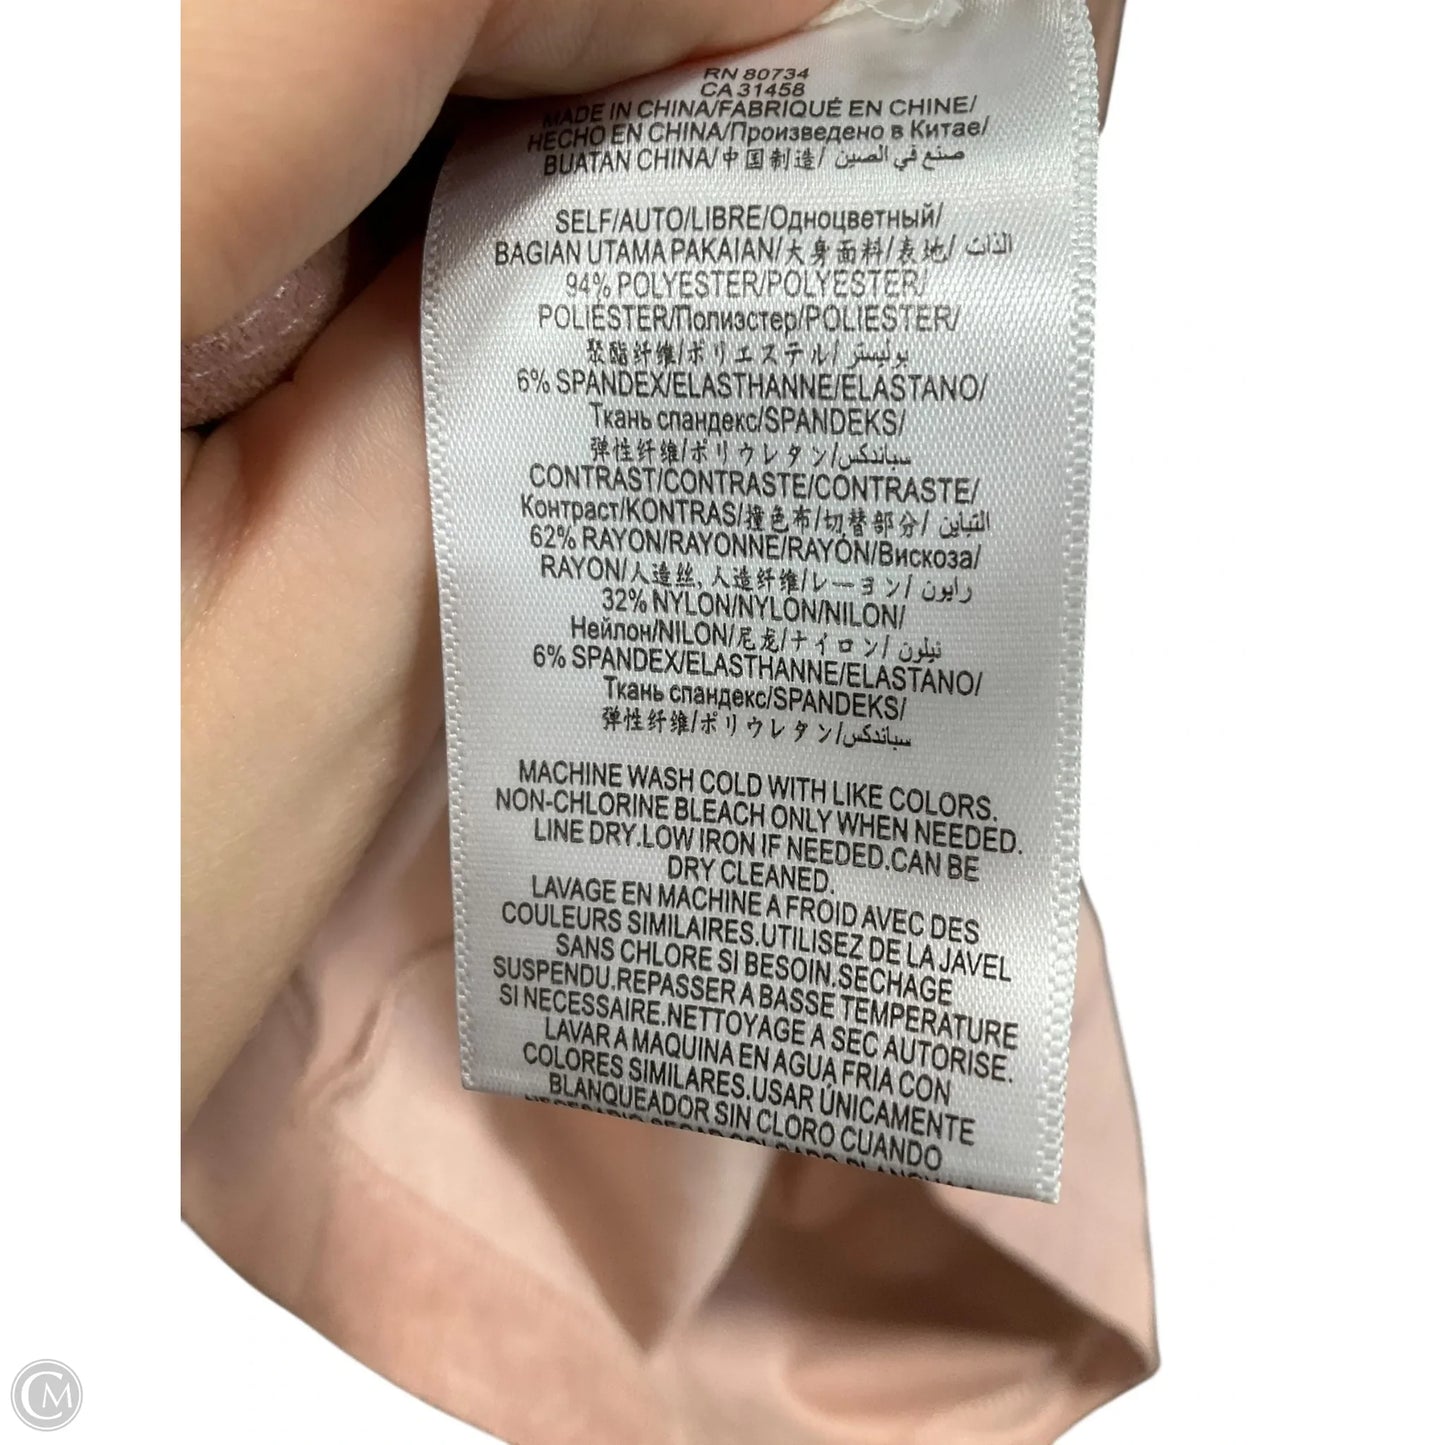 RN 80734
CA 31458
MADE IN CHINA/FABRIQUÉ EN CHINE/
HECHO EN CHINA/Произведено в Китае/
BUATAN CHINA/中国制造/ صنع في الصين
SELF/AUTO/LIBRE/Одноцветный/
BAGIAN UTAMA PAKAIAN/大身面料/表地/ الذات
94% POLYESTER/POLYESTER/
POLIESTER/Полиэстер/POLIESTER/
聚酯纤维/ポリエステル/ بوليستر
6% SPANDEX/ELASTHANNE/ELASTANO/
Ткань спандекс/SPANDEKS/
弹性纤维/ポリウレタン/سباندكس
CONTRAST/CONTRASTE/CONTRASTE/
Контраст/KONTRAS/撞色布/切替部分/ التباين
62% RAYON/RAYONNE/RAYÓN/Вискоза/
RAYON/人造丝, 人造纤维/レーヨン/ رايون
32% NYLON/NYLON/NILON/
Нейлон/NILON/尼龙/ナイロン/ نيلون
6% SPANDEX/ELASTHANNE/ELASTANO/
Ткань спандекс/SPANDEKS/
弹性纤维/ポリウレタン/سباندكس
MACHINE WASH COLD WITH LIKE COLORS.
NON-CHLORINE BLEACH ONLY WHEN NEEDED.
LINE DRY.LOW IRON IF NEEDED.CAN BE
DRY CLEANED.
LAVAGE EN MACHINE A FROID AVEC DES
COULEURS SIMILAIRES.UTILISEZ DE LA JAVEL
SANS CHLORE SI BESOIN.SECHAGE
SUSPENDU.REPASSER A BASSE TEMPERATURE
SI NECESSAIRE.NETTOYAGE A SEC AUTORISE.
LAVAR A MAQUINA EN AGUA FRIA CON
COLORES SIMILARES.USAR ÚNICAMENTE
BLANQUEADOR SIN CLORO CUANDO
CM